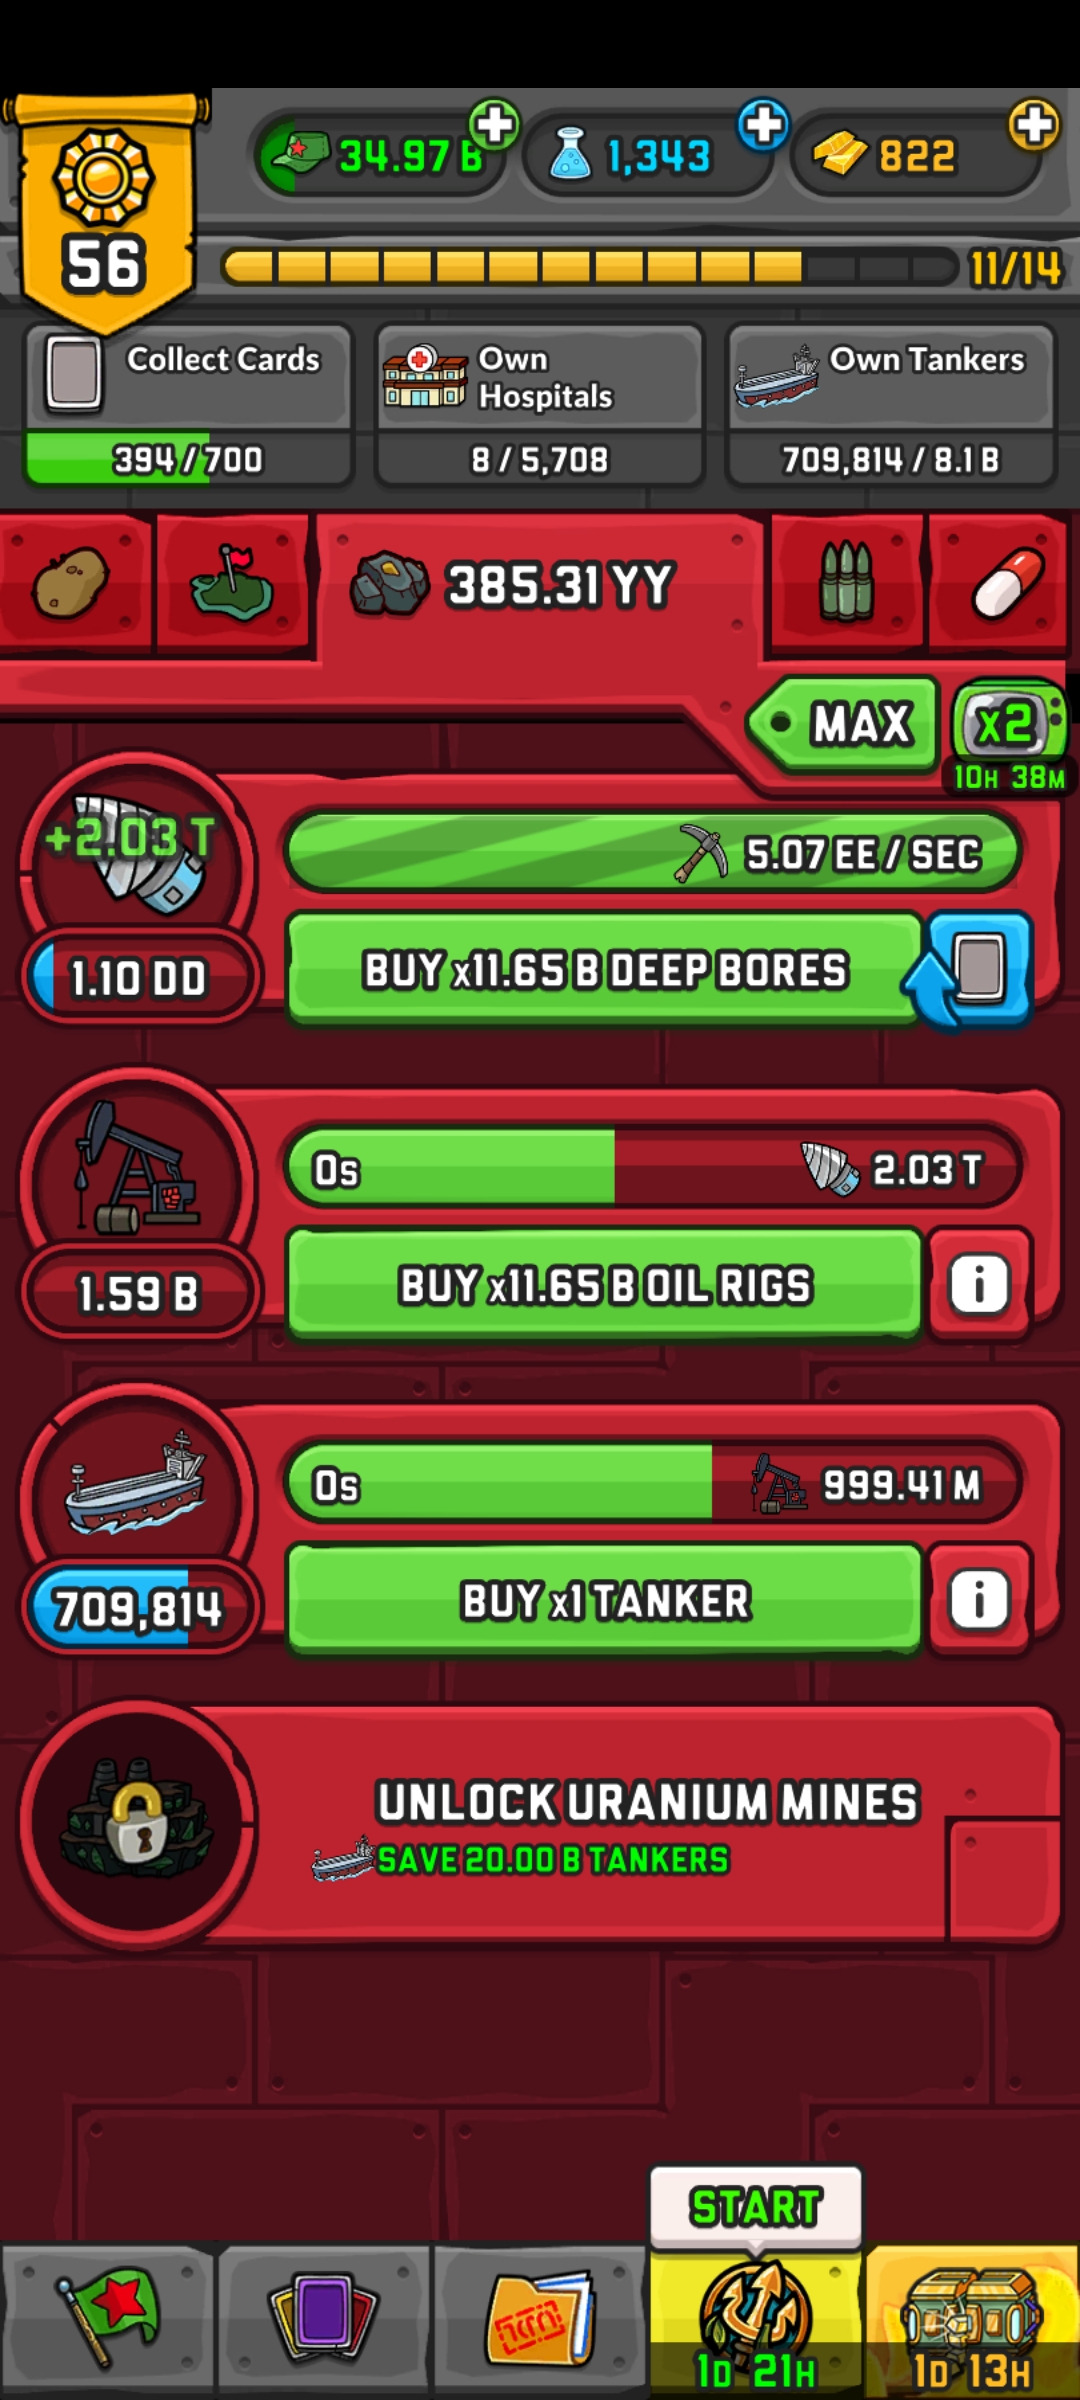 56
34.97 B
1,343
822
11/14
Collect Cards
394/700
Own
Hospitals
8/5,708
Own Tankers
709,814/8.1 B
385.31 YY
MAX
x2
10H 38M
+2.03 T
5.07 EE / SEC
1.10 DD
BUY x11.65 B DEEP BORES
0s
2.03 T
1.59 B
BUY x11.65 B OIL RIGS
i
0s
999.41 M
709,814
BUY x1 TANKER
i
UNLOCK URANIUM MINES
SAVE 20.00 B TANKERS
START
1D 21H
1D 13H